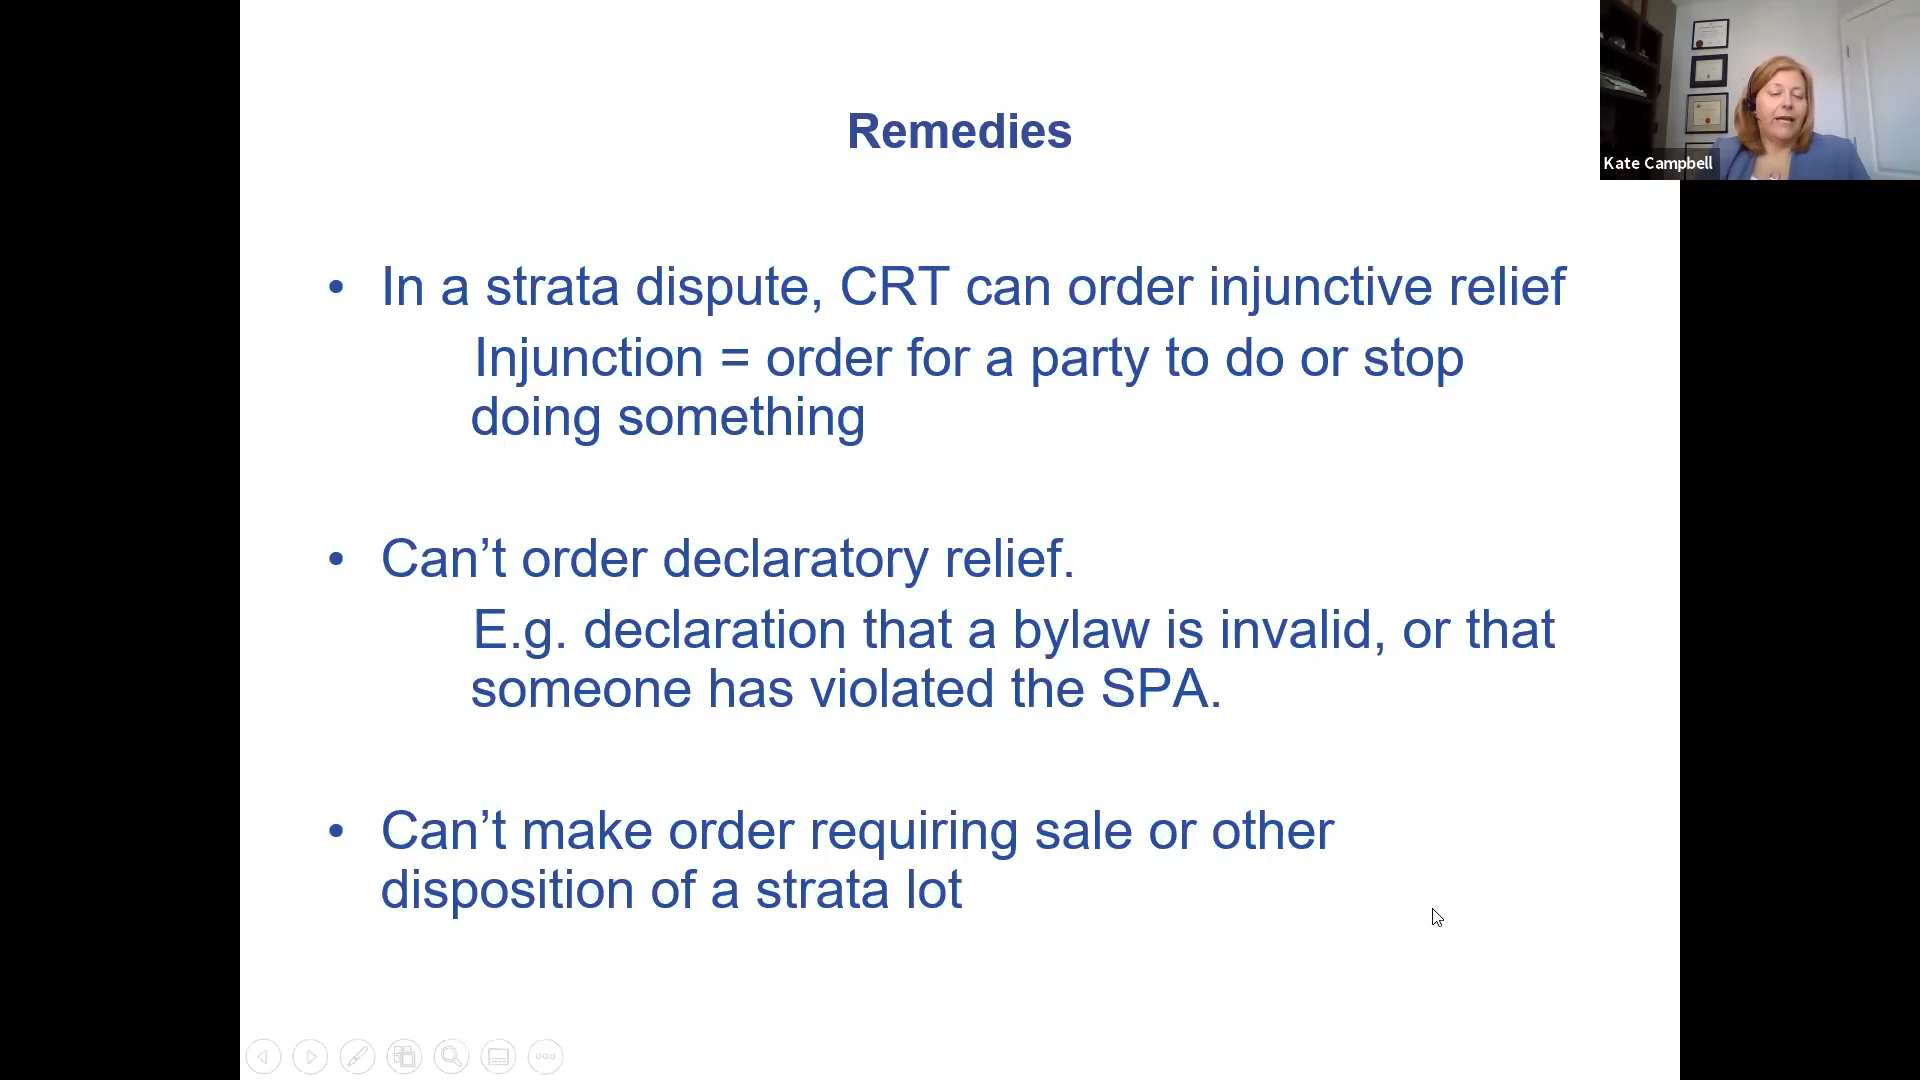 Remedies
Kate Campbell
• In a strata dispute, CRT can order injunctive relief
Injunction = order for a party to do or stop
doing something
• Can’t order declaratory relief.
E.g. declaration that a bylaw is invalid, or that
someone has violated the SPA.
• Can’t make order requiring sale or other
disposition of a strata lot